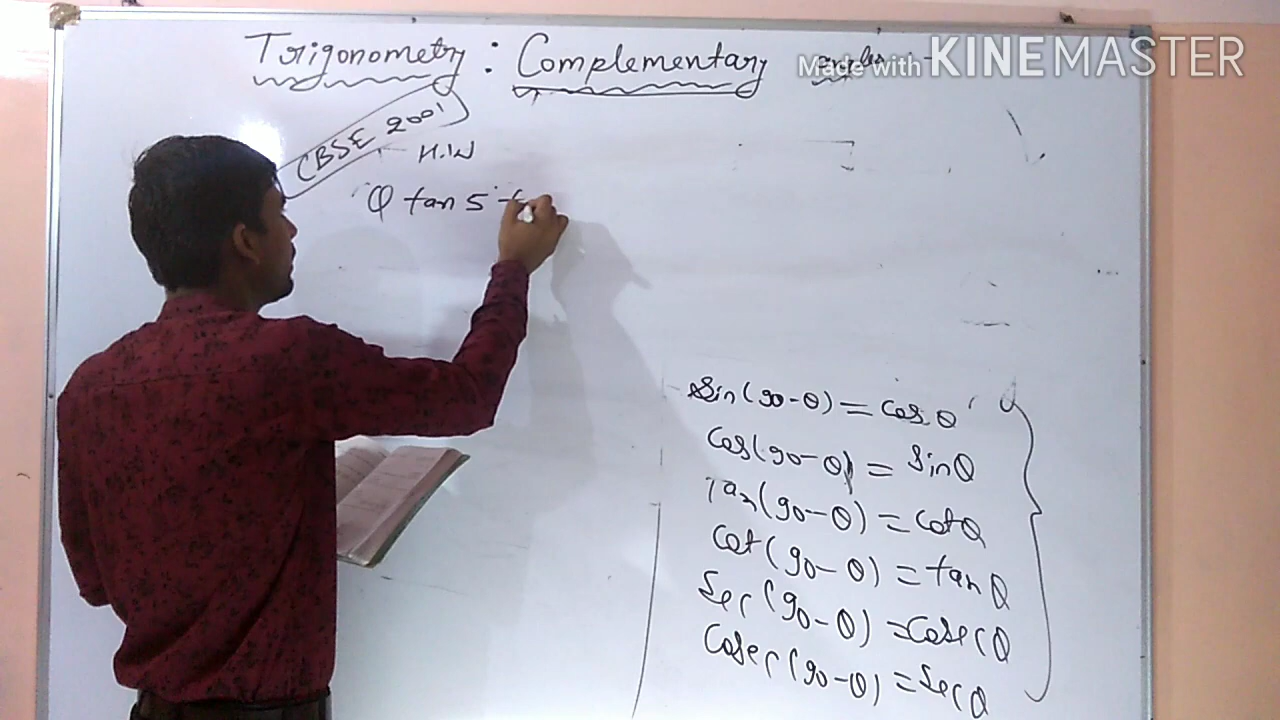 Trigonometry : Complementary
Made with KINEMASTER
CBSE 2001
H.W
Q tan 5°
Sin(90-θ) = Cos θ
Cos(90-θ) = Sinθ
Tan(90-θ) = Cotθ
Cot(90-θ) = tanθ
Sec(90-θ) = Cosecθ
Cosec(90-θ) = Secθ